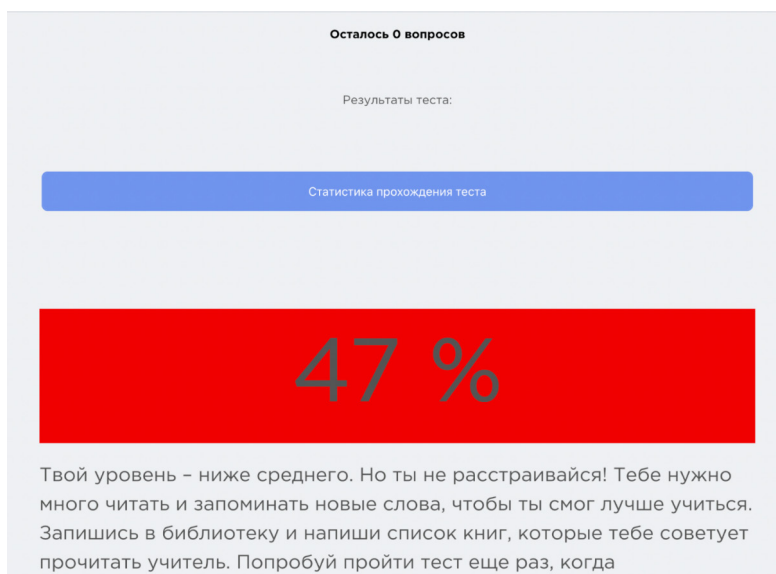 Осталось 0 вопросов
Результаты теста:
Статистика прохождения теста
47 %
Твой уровень – ниже среднего. Но ты не расстраивайся! Тебе нужно
много читать и запоминать новые слова, чтобы ты смог лучше учиться.
Запишись в библиотеку и напиши список книг, которые тебе советует
прочитать учитель. Попробуй пройти тест еще раз, когда